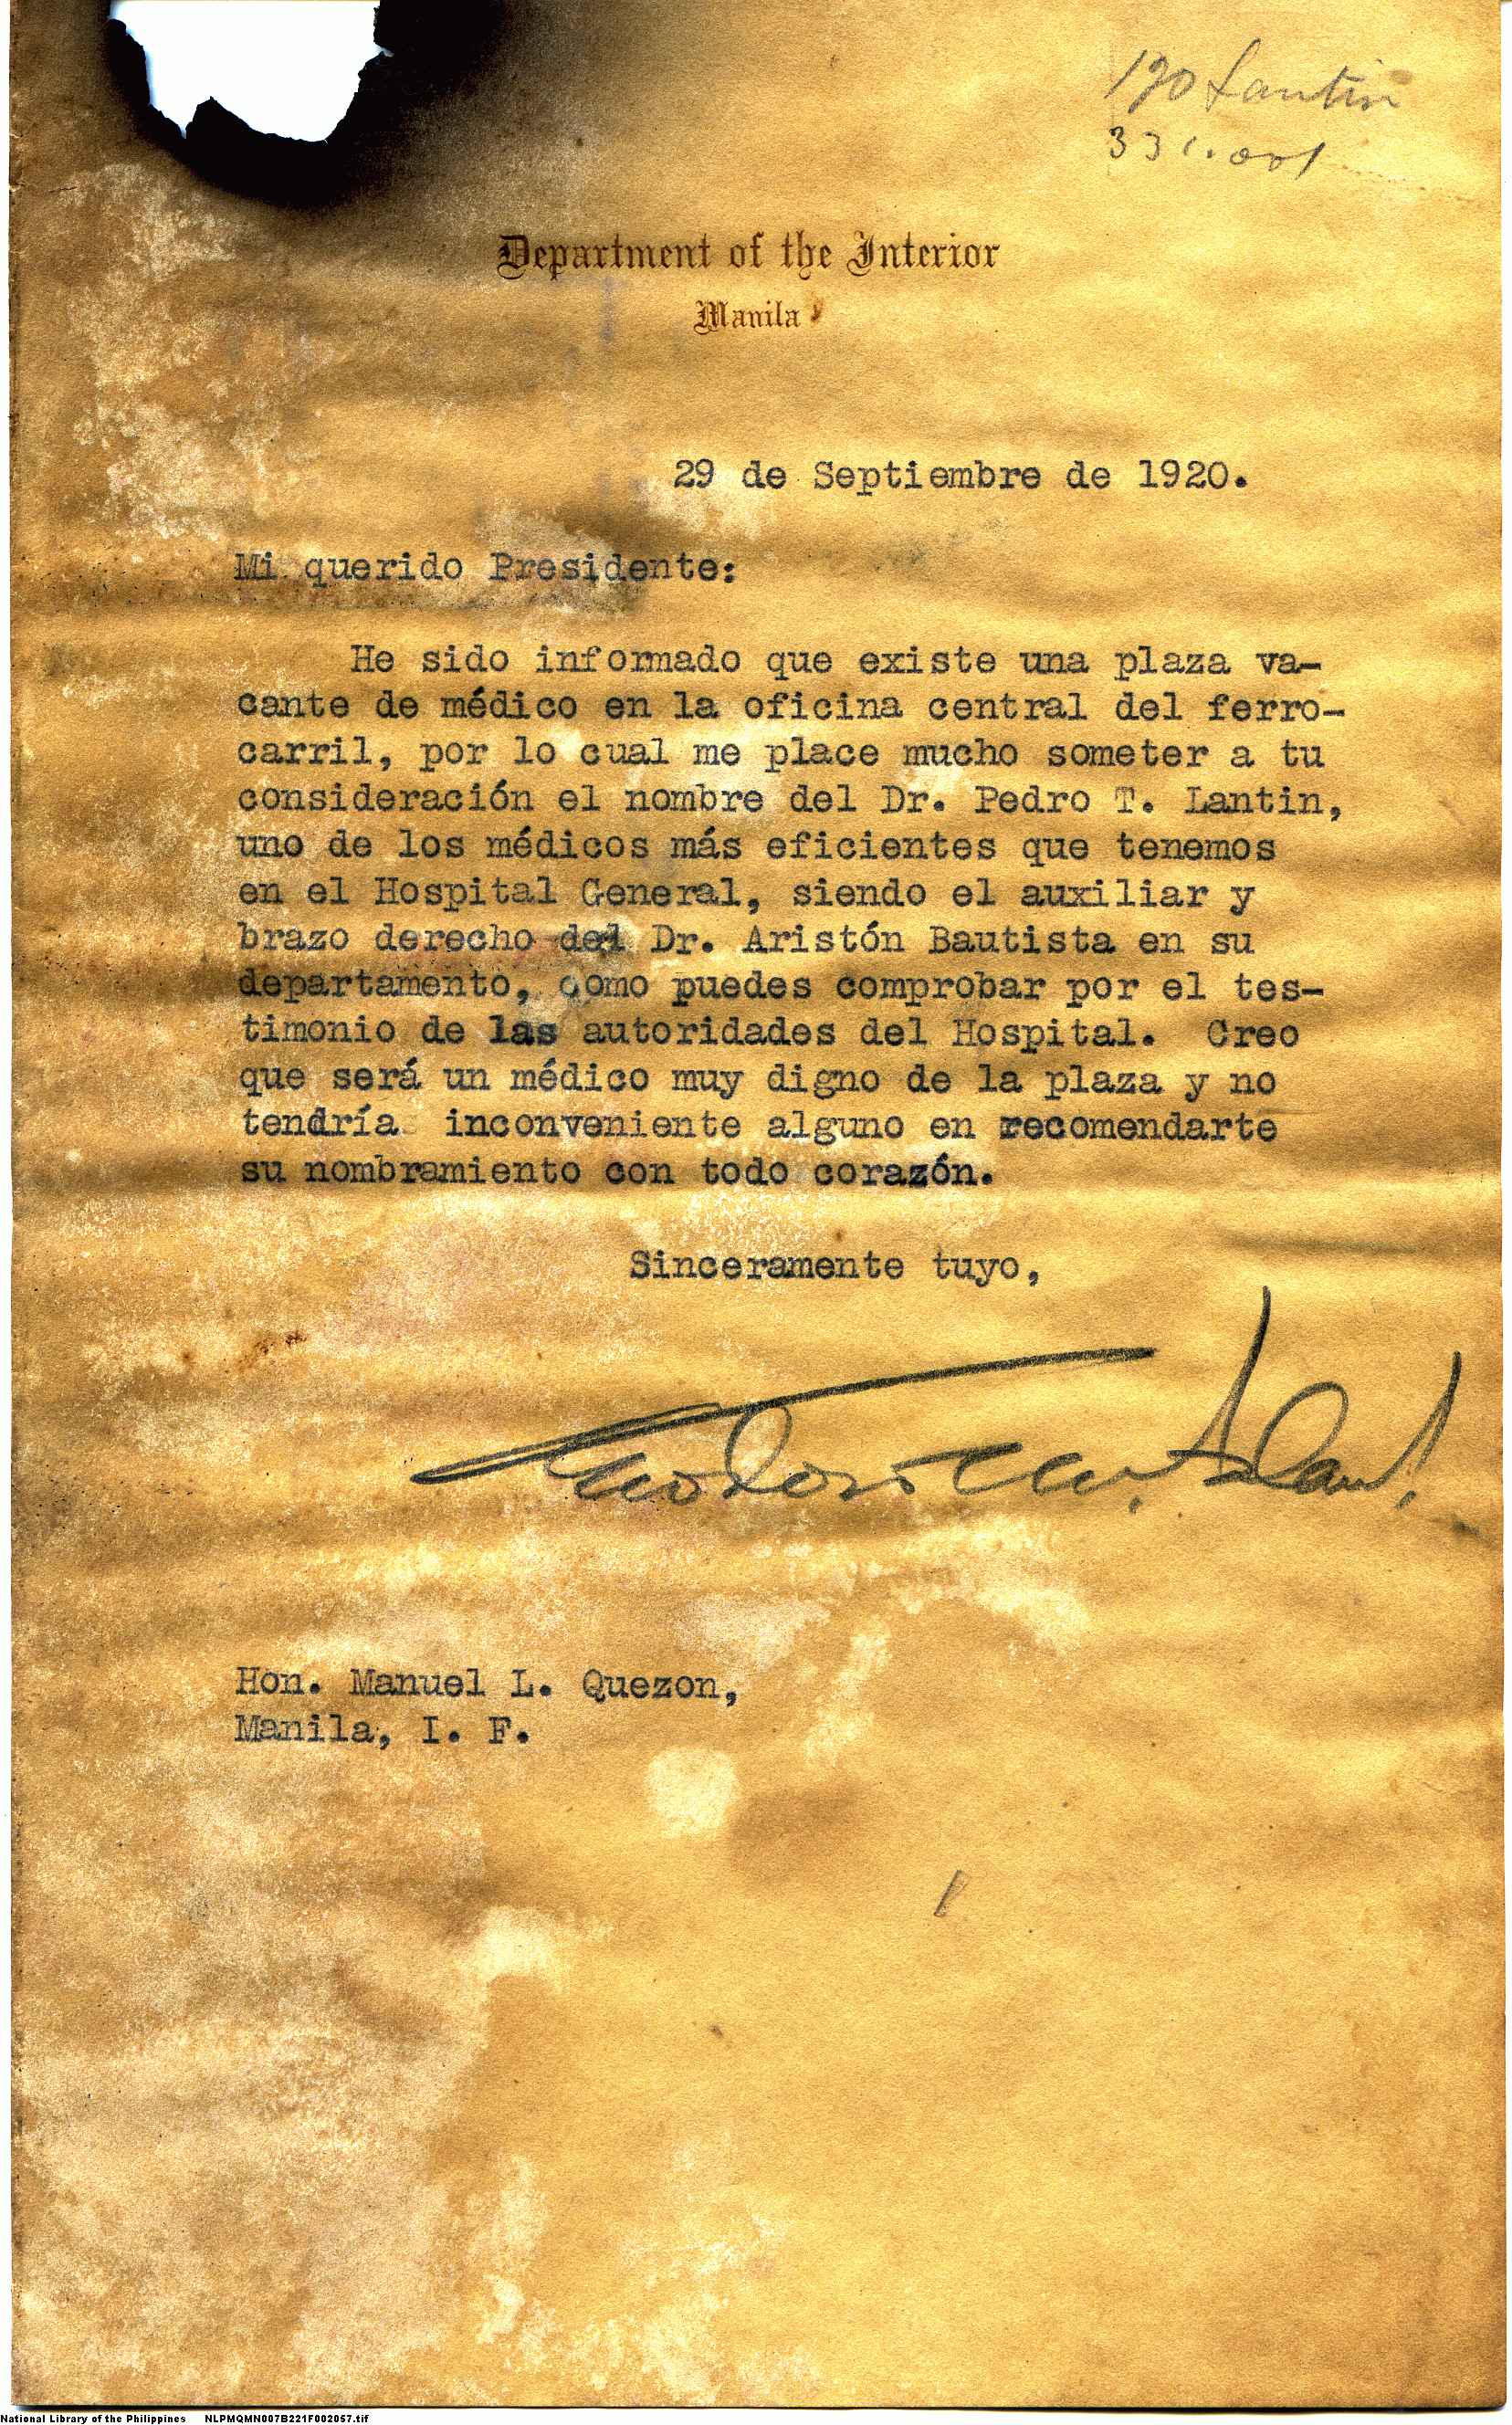 Lantin
331.001
Department of the Interior
Manila
29 de Septiembre de 1920.
Mi querido Presidente:
He sido informado que existe una plaza va-
cante de médico en la oficina central del ferro-
carril, por lo cual me place mucho someter a tu
consideración el nombre del Dr. Pedro T. Lantin,
uno de los médicos más eficientes que tenemos
en el Hospital General, siendo el auxiliar y
brazo derecho del Dr. Aristón Bautista en su
departamento, como puedes comprobar por el tes-
timonio de las autoridades del Hospital. Creo
que será un médico muy digno de la plaza y no
tendría inconveniente alguno en recomendarte
su nombramiento con todo corazón.
Sinceramente tuyo,
Hon. Manuel L. Quezon,
Manila, I. F.
National Library of the Philippines NLPMQMN007B221F002057.tif